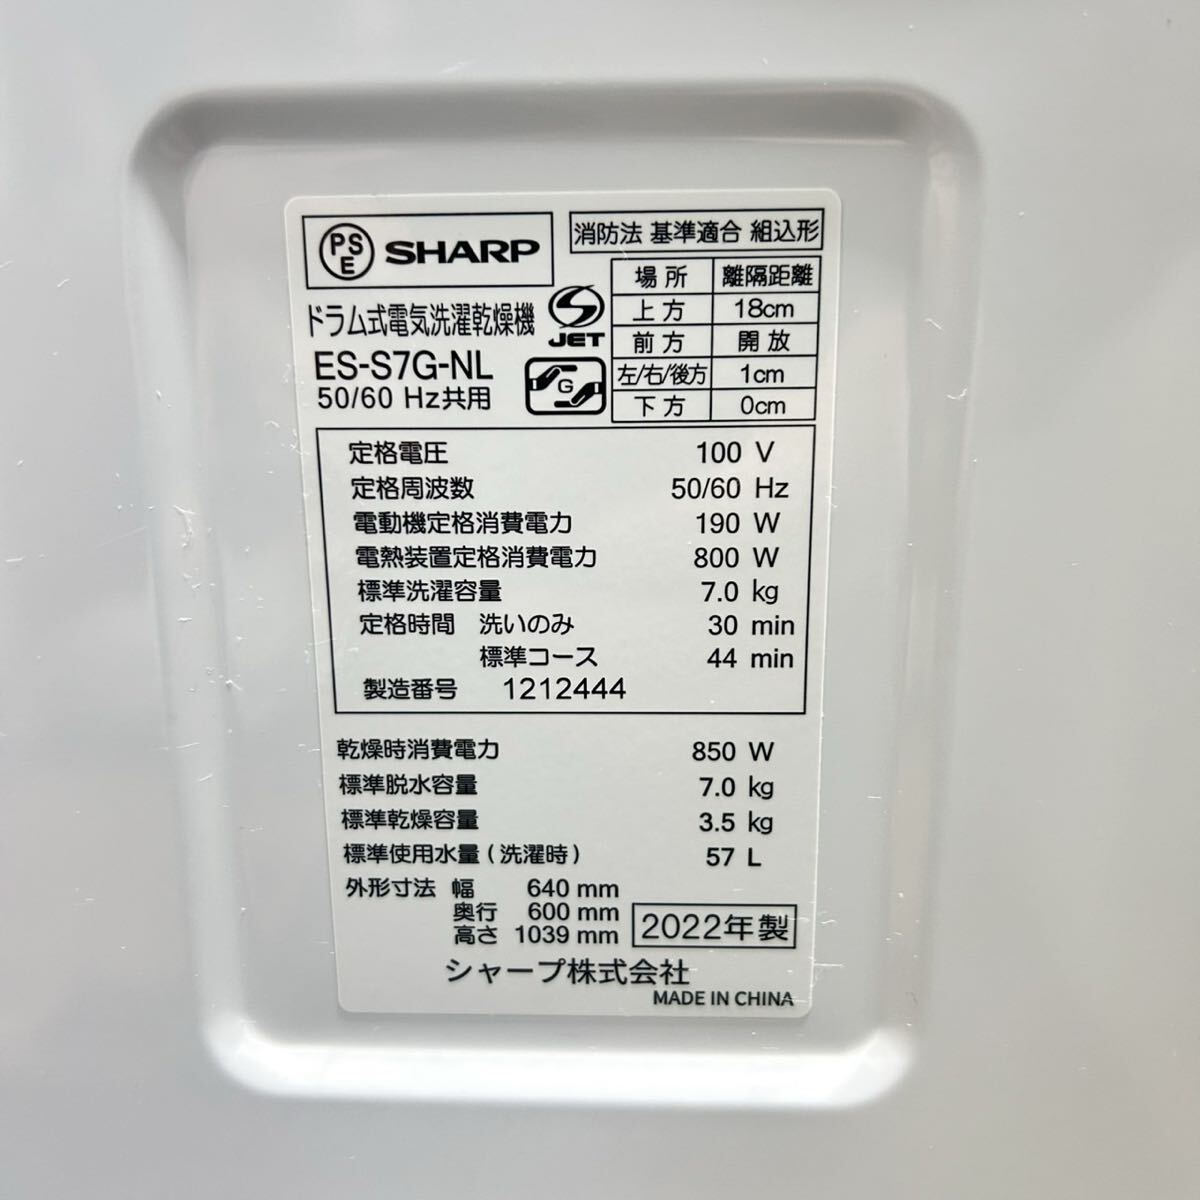 PSE SHARP
消防法 基準適合 組込形
場所 離隔距離
上方 18cm
前方 開放
左/右/後方 1cm
下方 0cm
ドラム式電気洗濯乾燥機
S JET
ES-S7G-NL
G
50/60 Hz共用
定格電圧 100 V
定格周波数 50/60 Hz
電動機定格消費電力 190 W
電熱装置定格消費電力 800 W
標準洗濯容量 7.0 kg
定格時間 洗いのみ 30 min
標準コース 44 min
製造番号 1212444
乾燥時消費電力 850 W
標準脱水容量 7.0 kg
標準乾燥容量 3.5 kg
標準使用水量(洗濯時) 57 L
外形寸法 幅 640 mm
奥行 600 mm
高さ 1039 mm
2022年製
シャープ株式会社
MADE IN CHINA